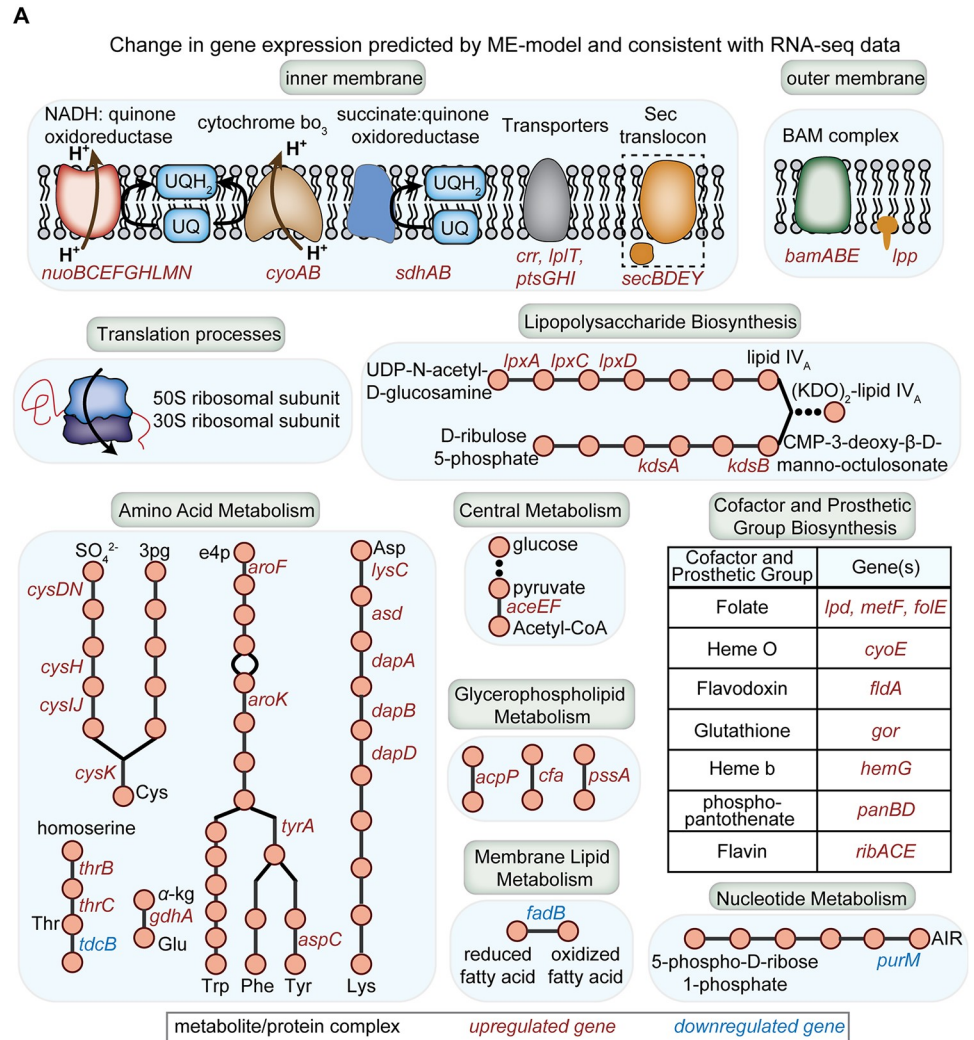 A
Change in gene expression predicted by ME-model and consistent with RNA-seq data
inner membrane
outer membrane
NADH: quinone
oxidoreductase
cytochrome bo3
succinate:quinone
oxidoreductase
Transporters
Sec
translocon
BAM complex
H+
H+
UQH2
UQ
UQH2
UQ
H+
H+
nuoBCEFGHLMN
cyoAB
sdhAB
crr, lplT,
ptsGHI
secBDEY
bamABE
lpp
Translation processes
50S ribosomal subunit
30S ribosomal subunit
Lipopolysaccharide Biosynthesis
UDP-N-acetyl-
D-glucosamine
lpxA
lpxC
lpxD
lipid IVA
(KDO)2-lipid IVA
D-ribulose
5-phosphate
kdsA
kdsB
CMP-3-deoxy-β-D-
manno-octulosonate
Amino Acid Metabolism
SO42-
3pg
e4p
Asp
cysDN
cysH
cysIJ
cysK
Cys
aroF
aroK
tyrA
aspC
Trp
Phe
Tyr
lysC
asd
dapA
dapB
dapD
Lys
homoserine
thrB
thrC
Thr
tdcB
α-kg
gdhA
Glu
Central Metabolism
glucose
pyruvate
aceEF
Acetyl-CoA
Glycerophospholipid
Metabolism
acpP
cfa
pssA
Membrane Lipid
Metabolism
fadB
reduced
fatty acid
oxidized
fatty acid
Cofactor and Prosthetic
Group Biosynthesis
Cofactor and
Prosthetic Group
Gene(s)
Folate
lpd, metF, folE
Heme O
cyoE
Flavodoxin
fldA
Glutathione
gor
Heme b
hemG
phospho-
pantothenate
panBD
Flavin
ribACE
Nucleotide Metabolism
AIR
5-phospho-D-ribose
1-phosphate
purM
metabolite/protein complex
upregulated gene
downregulated gene